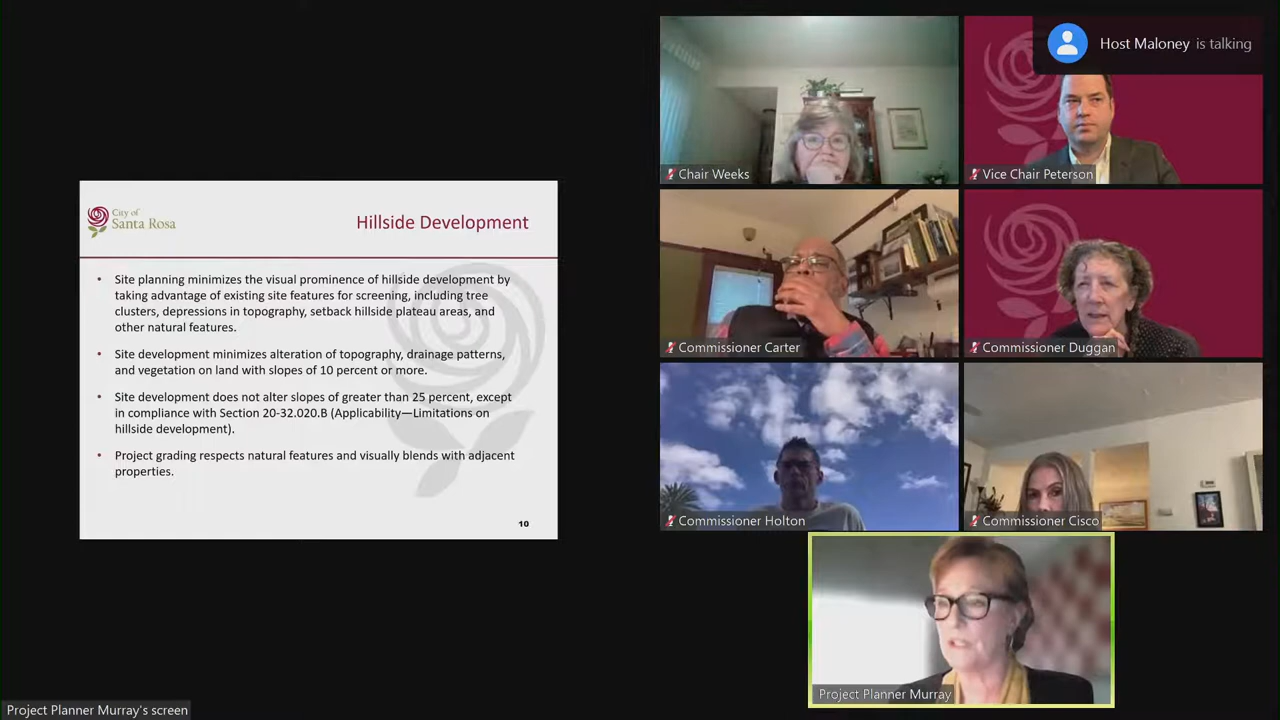 City of
Santa Rosa
Hillside Development
• Site planning minimizes the visual prominence of hillside development by
taking advantage of existing site features for screening, including tree
clusters, depressions in topography, setback hillside plateau areas, and
other natural features.
• Site development minimizes alteration of topography, drainage patterns,
and vegetation on land with slopes of 10 percent or more.
• Site development does not alter slopes of greater than 25 percent, except
in compliance with Section 20-32.020.B (Applicability—Limitations on
hillside development).
• Project grading respects natural features and visually blends with adjacent
properties.
10
Host Maloney is talking
Chair Weeks
Vice Chair Peterson
Commissioner Carter
Commissioner Duggan
Commissioner Holton
Commissioner Cisco
Project Planner Murray
Project Planner Murray's screen